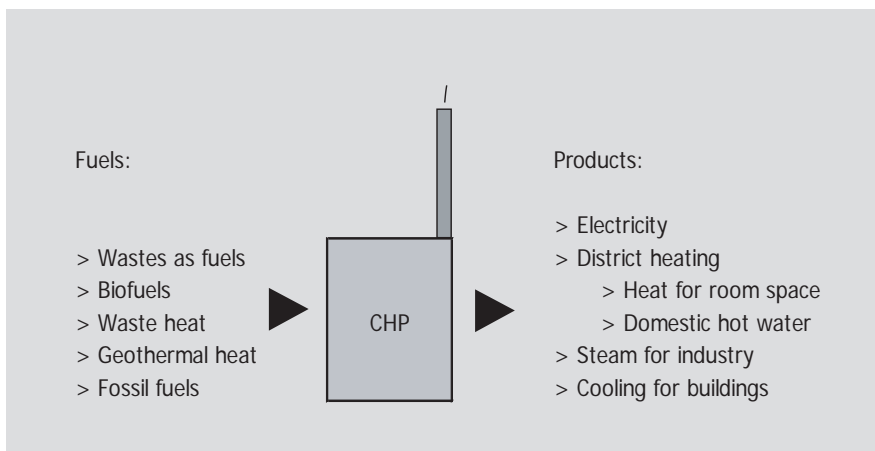 Fuels:
> Wastes as fuels
> Biofuels
> Waste heat
> Geothermal heat
> Fossil fuels
CHP
Products:
> Electricity
> District heating
> Heat for room space
> Domestic hot water
> Steam for industry
> Cooling for buildings